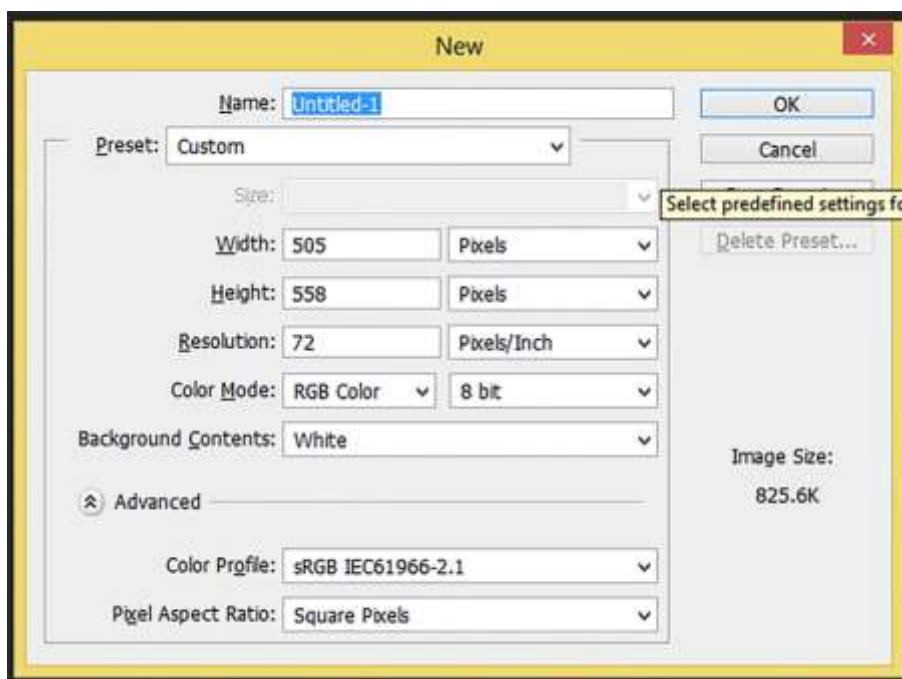 New
Name: Untitled-1
OK
Preset: Custom
Cancel
Size:
Select predefined settings fo
Width: 505 Pixels
Delete Preset...
Height: 558 Pixels
Resolution: 72 Pixels/Inch
Color Mode: RGB Color 8 bit
Background Contents: White
Image Size:
825.6K
Advanced
Color Profile: sRGB IEC61966-2.1
Pixel Aspect Ratio: Square Pixels